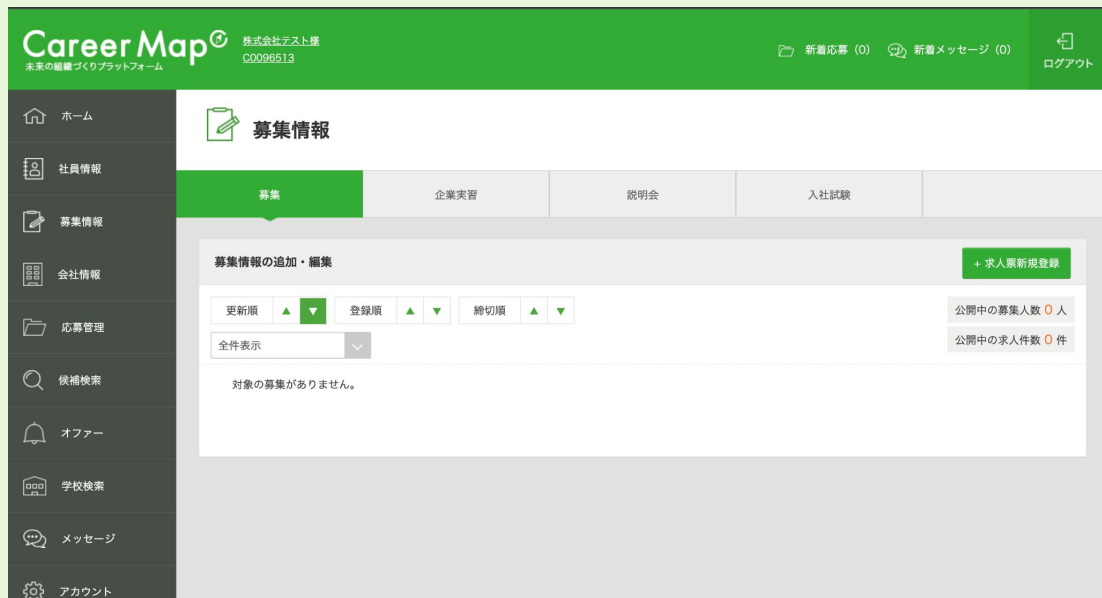 Career Map
未来の組織づくりプラットフォーム
株式会社テスト様
C0096513
新着応募（0）
新着メッセージ（0）
ログアウト
ホーム
社員情報
募集情報
会社情報
応募管理
候補検索
オファー
学校検索
メッセージ
アカウント
募集情報
募集 企業実習 説明会 入社試験
募集情報の追加・編集
+ 求人票新規登録
更新順 ▲ ▼ 登録順 ▲ ▼ 締切順 ▲ ▼
公開中の募集人数 0 人
全件表示
公開中の求人件数 0 件
対象の募集がありません。